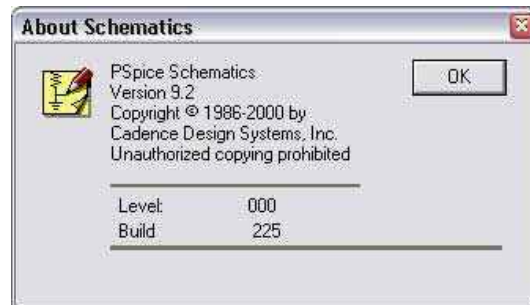 About Schematics
PSpice Schematics
OK
Version 9.2
Copyright © 1986-2000 by
Cadence Design Systems, Inc.
Unauthorized copying prohibited
Level: 000
Build 225